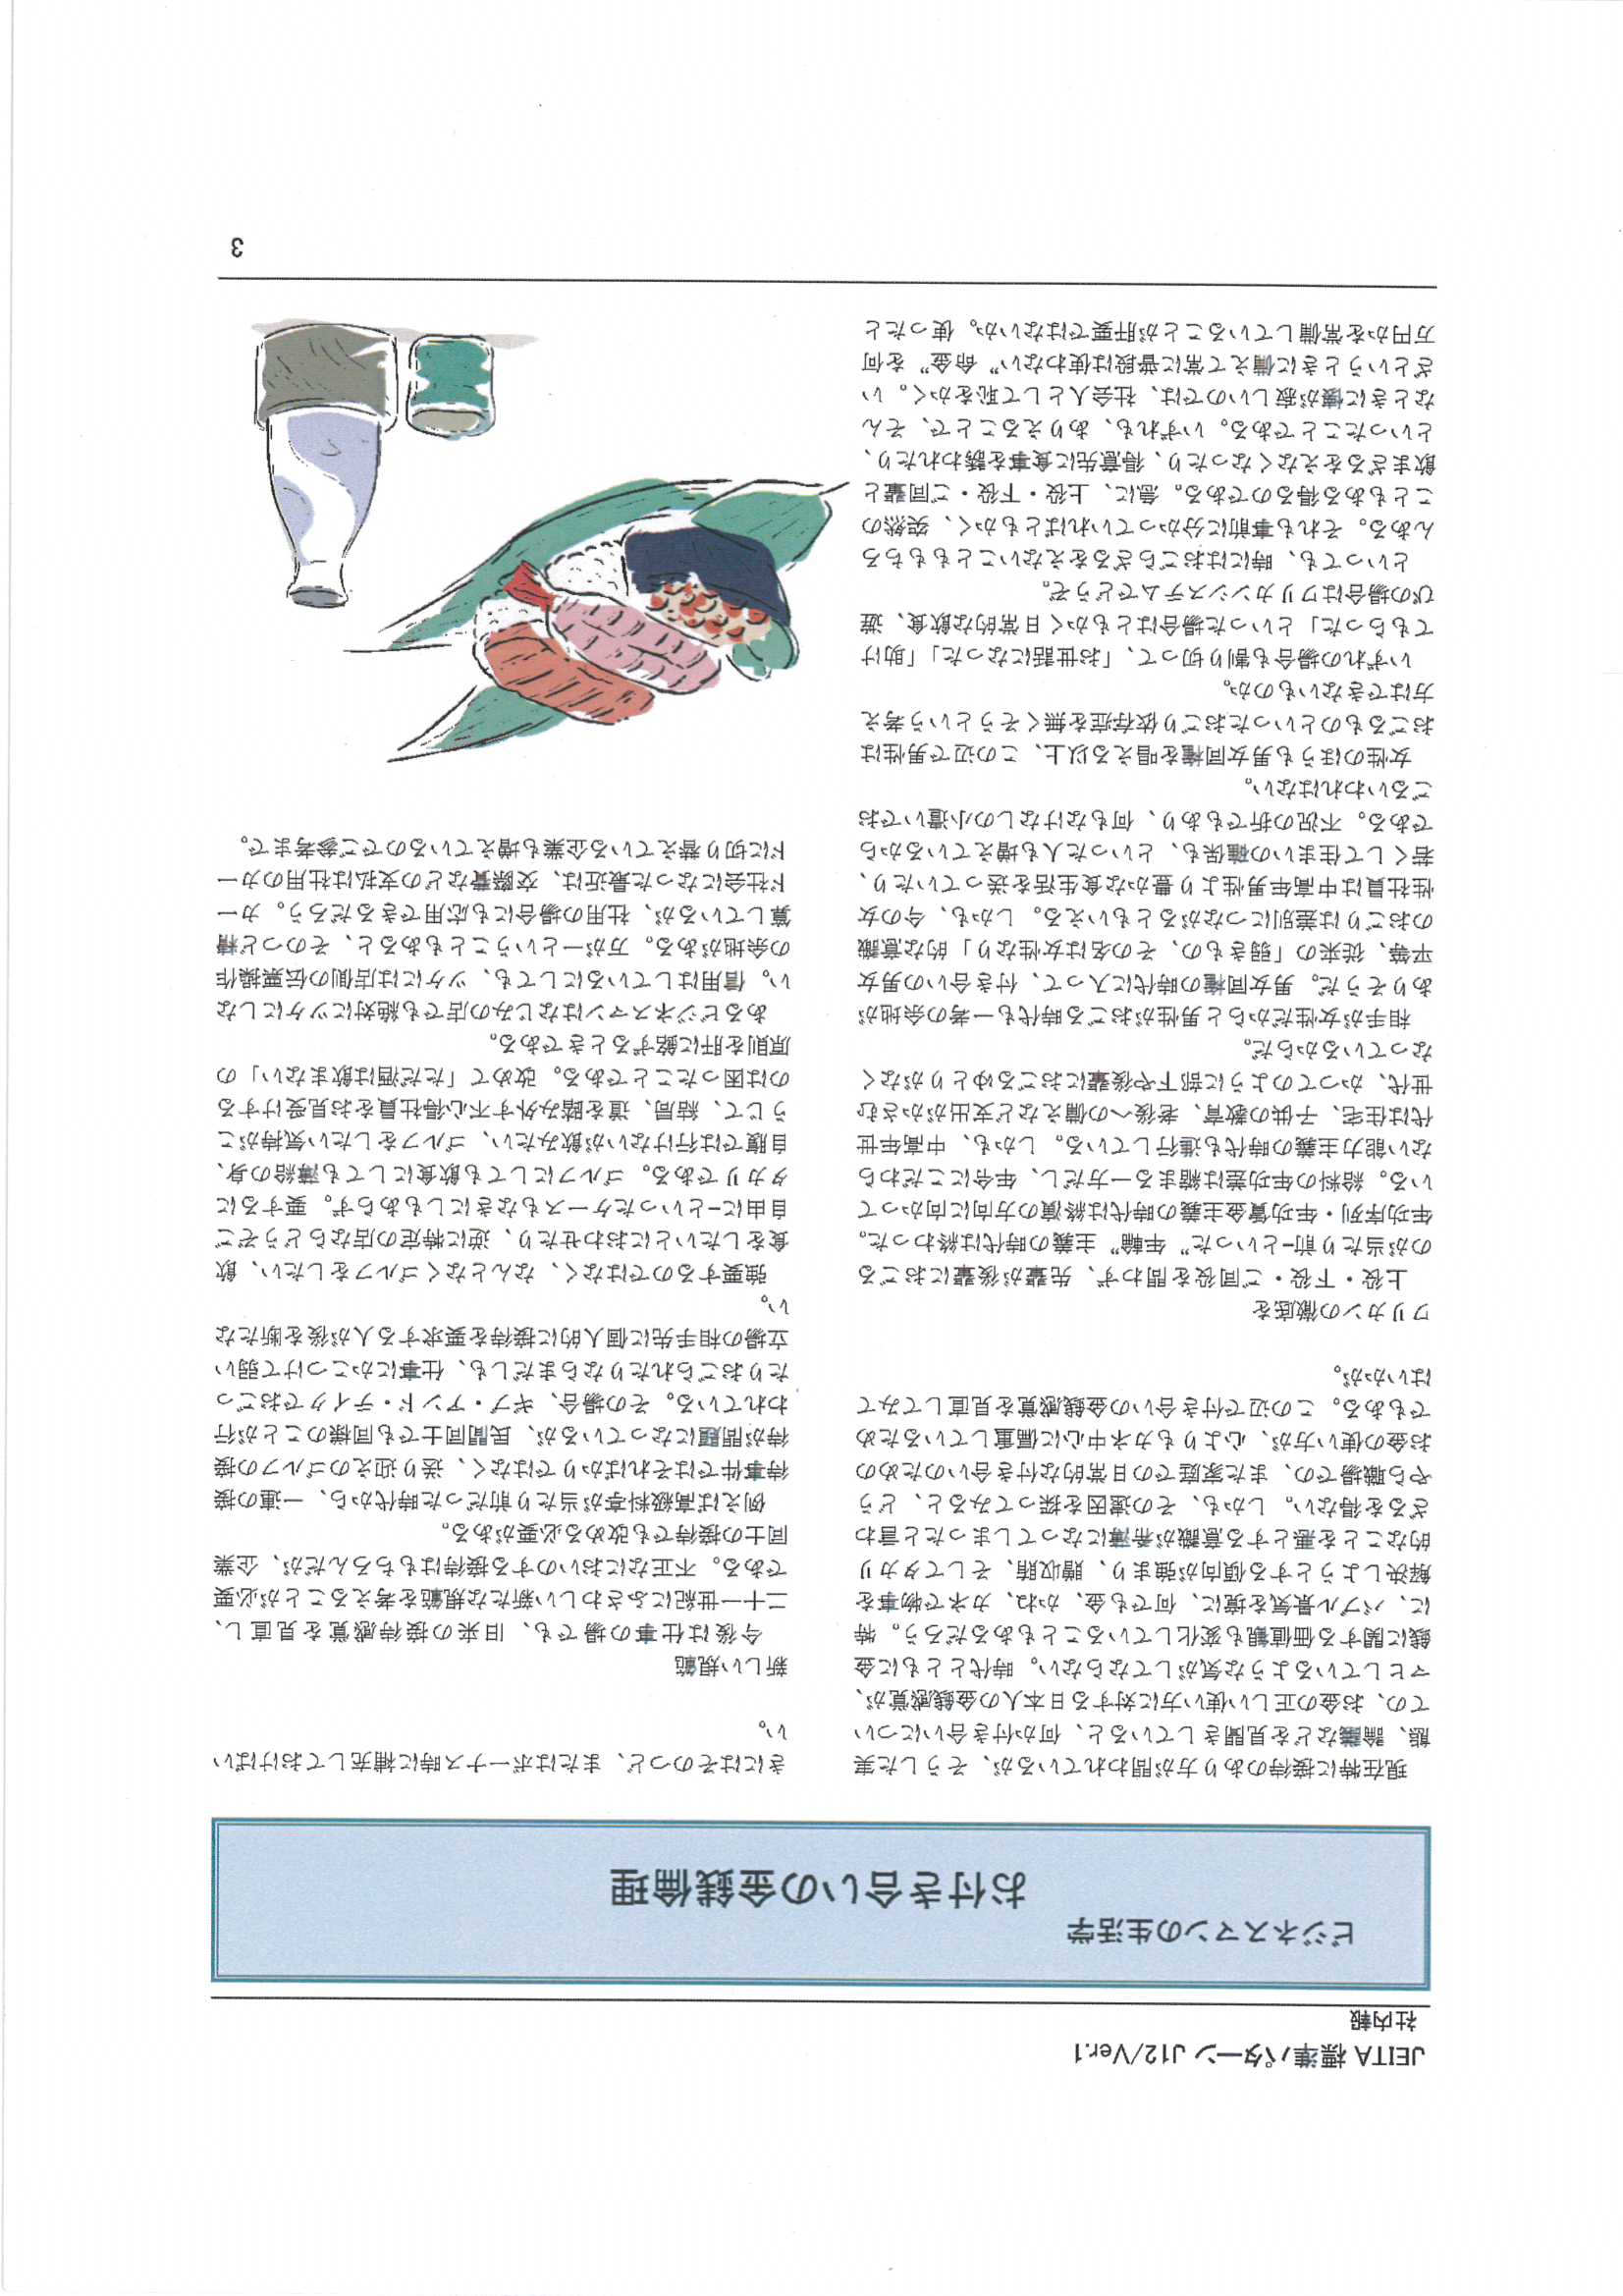 JEITA 標準パターン J12/Ver.1
社内報
ビジネスマンの生活学
お付き合いの金銭倫理
現在特に接待のあり方が問われているが、そうした実
態、論議などを見聞きしていると、何か付き合いについ
ての、お金の正しい使い方に対する日本人の金銭感覚が、
マヒしているような気がしてならない。時代とともに金
銭に関する価値観も変化していることもあるだろう。特
に、バブル景気を境に、何でも金、かね、カネで物事を
解決しようとする傾向が強まり、贈収賄、そしてタカリ
的なことを悪とする意識が希薄になってしまったと言わ
ざるを得ない。しかも、その遠因を探ってみると、どう
やら職場での、また家庭での日常的な付き合いのための
お金の使い方が、心よりもカネ中心に偏重しているため
でもある。この辺で付き合いの金銭感覚を見直してみて
はいかが。
ワリカンの徹底を
上役・下役・ご同役を問わず、先輩が後輩におごる
のが当たり前−といった〝年輪〟主義の時代は終わった。
年功序列・年功賃金主義の時代は終演の方向に向かって
いる。給料の年功差は縮まる一方だし、年令にこだわら
ない能力主義の時代も進行している。しかも、中高年世
代は住宅、子供の教育、老後への備えなど支出がかさむ
世代、かつてのように部下や後輩におごるゆとりがなく
なっているからだ。
相手が女性だからと男性がおごる時代も一考の余地が
ありそうだ。男女同権の時代に入って、付き合いの男女
平等、従来の「弱きもの、その名は女性なり」的な意識
のおごりは差別につながるともいえる。しかも、今の女
性社員は中高年男性より豊かな食生活を送っていたり、
若くして住まいの確保も、といった人も増えているから
である。不況の折でもあり、何もなけなしの小遣いでお
ごるいわれはない。
女性のほうも男女同権を唱える以上、この辺で男性は
おごるものといったおごり依存症を無くそうという考え
方はできないものか。
いずれの場合も割り切って、「お世話になった」「助け
てもらった」といった場合はともかく日常的な飲食、遊
びの場合はワリカンシステムでどうぞ。
といっても、時にはおごらざるをえないこともちろ
んある。それも事前に分かっていればともかく、突然の
こともある得るのである。急に、上役・下役・ご同輩と
飲まざるをえなくなったり、得意先に食事を誘われたり、
といったことである。いずれも、ありえることで、そん
なときに懐が寂しいのでは、社会人として恥をかく。い
ざというときに備えて常に普段は使わない〝命金〟を何
万円かを常備していることが肝要ではないか。使ったと
きにはそのつど、またはボーナス時に補充しておけばい
い。
新しい規範
今後は仕事の場でも、旧来の接待感覚を見直し、
二十一世紀にふさわしい新たな規範を考えることが必要
である。不正なにおいのする接待はもちろんだが、企業
同士の接待でも改める必要がある。
例えば高級料亭が当たり前だった時代から、一連の接
待事件ではそればかりではなく、送り迎えのゴルフの接
待が問題になっているが、民間同士でも同様のことが行
われている。その場合、ギブ・アンド・テイクでおごっ
たりおごられたりならまだしも、仕事にかこつけて弱い
立場の相手先に個人的に接待を要求する人が後を断たな
い。
強要するのではなく、なんとなくゴルフをしたい、飲
食をしたいとにおわせたり、逆に特定の店ならどうぞご
自由に−といったケースもなきにしもあらず。要するに
タカリである。ゴルフにしても飲食にしても薄給の身、
自腹では行けないが飲みたい、ゴルフをしたい気持がこ
うじて、結局、道を踏み外す不心得社員をお見受けする
のは困ったことである。改めて「ただ酒は飲まない」の
原則を肝に銘ずるときである。
あるビジネスマンはなじみの店でも絶対にツケにしな
い。信用はしているにしても、ツケには店側の伝票操作
の余地がある。万が一ということもあると、そのつど精
算しているが、社用の場合にも応用できるだろう。カー
ド社会になった最近は、交際費などの支払は社用のカー
ドに切り替えている企業も増えているのでご参考まで。
3